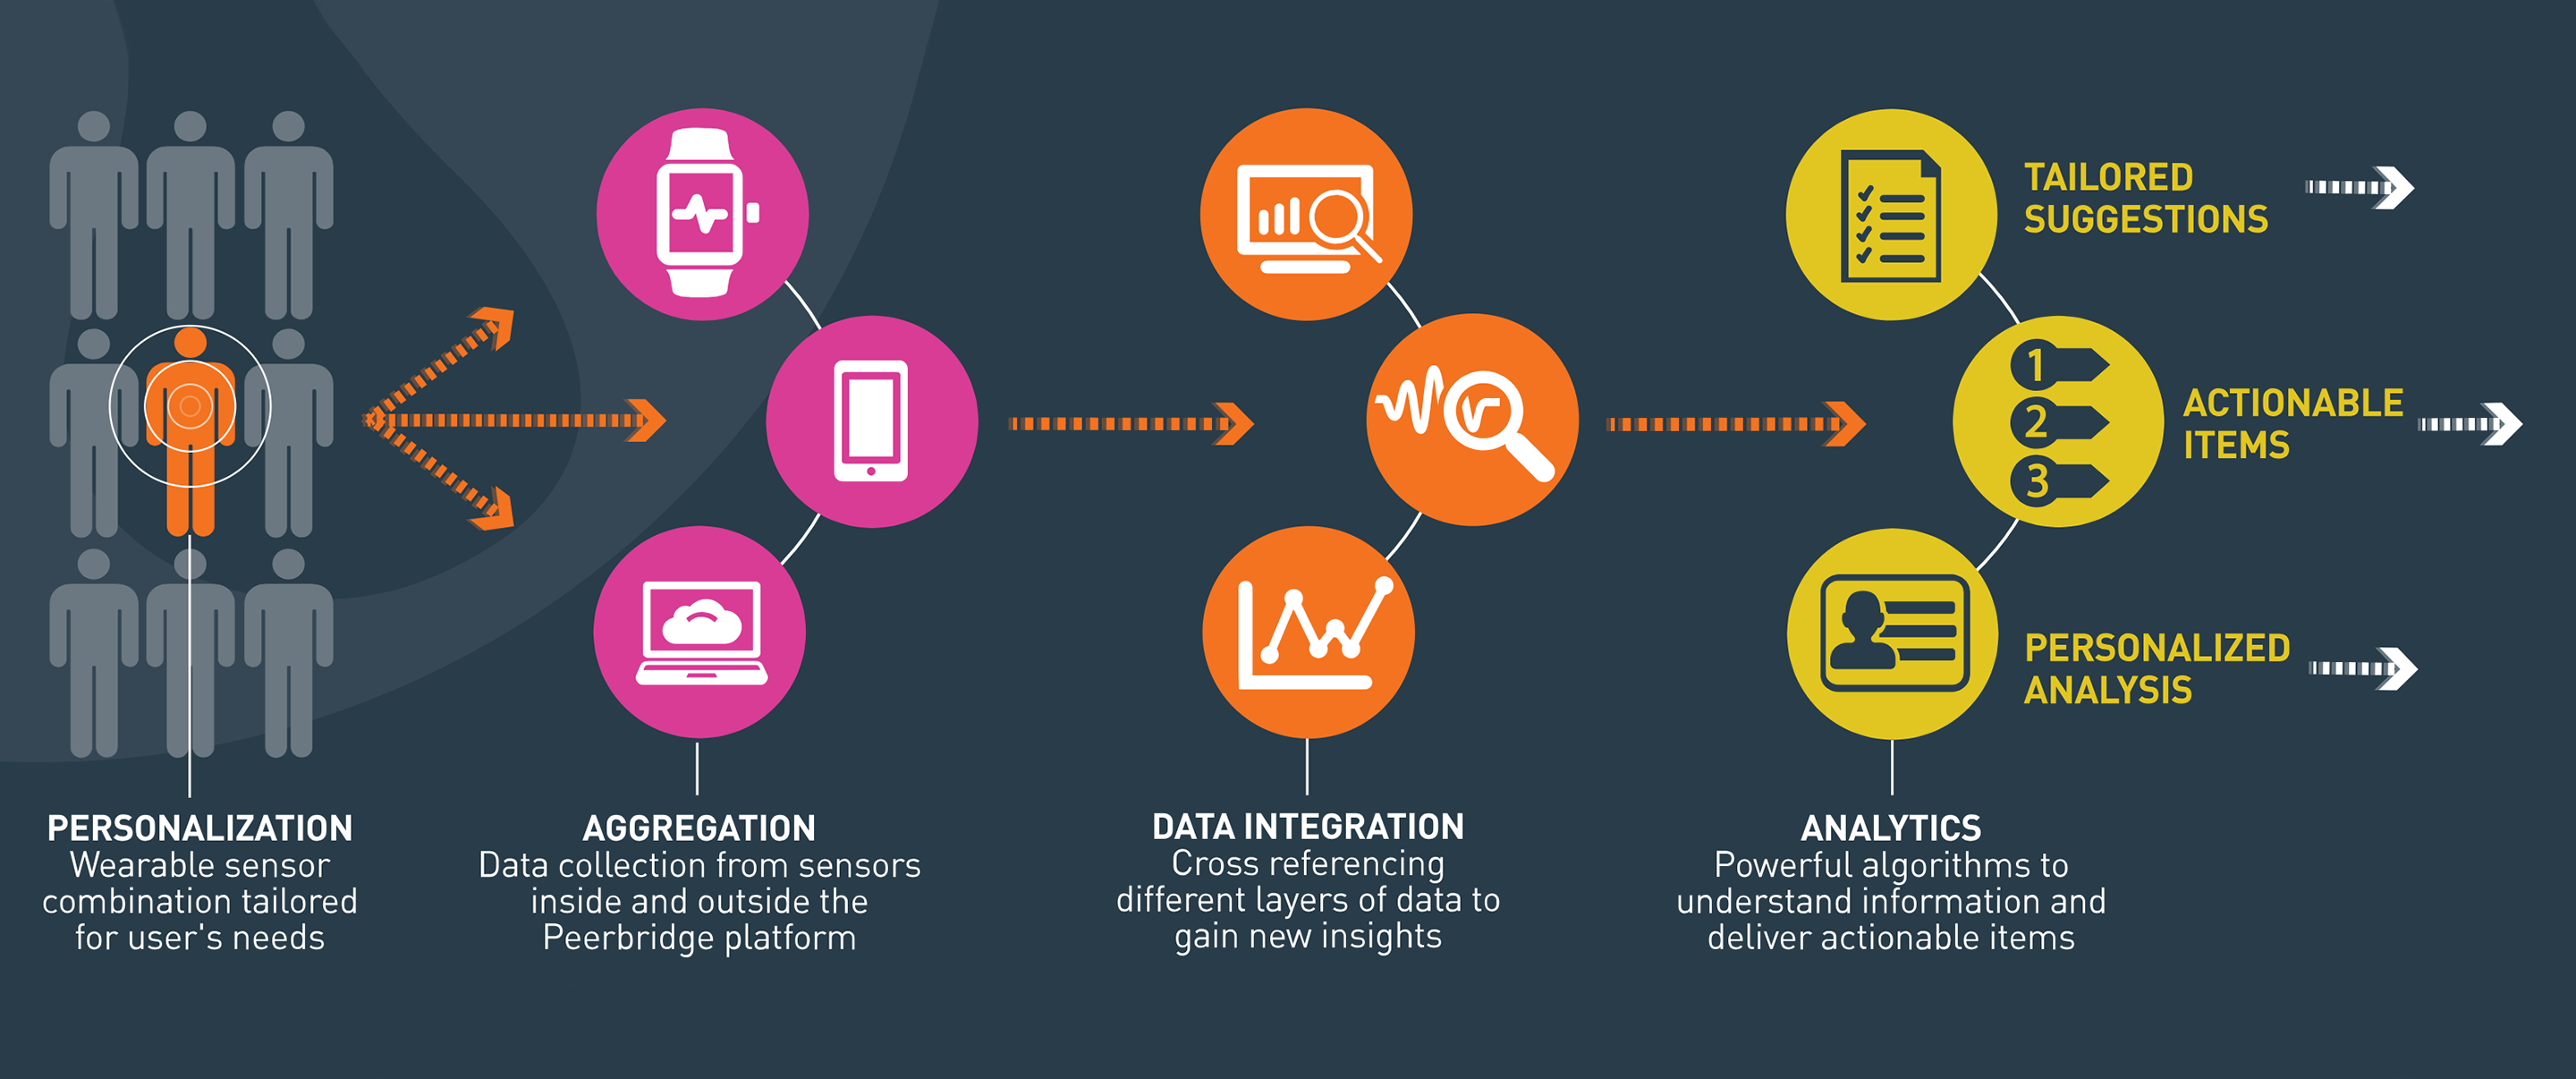 TAILORED
SUGGESTIONS
1
2
3
ACTIONABLE
ITEMS
PERSONALIZED
ANALYSIS
PERSONALIZATION
Wearable sensor
combination tailored
for user's needs
AGGREGATION
Data collection from sensors
inside and outside the
Peerbridge platform
DATA INTEGRATION
Cross referencing
different layers of data to
gain new insights
ANALYTICS
Powerful algorithms to
understand information and
deliver actionable items